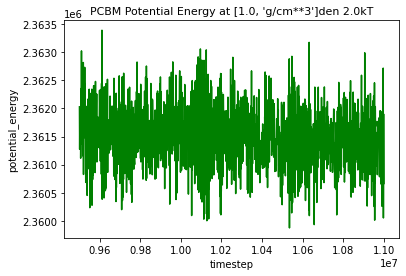 PCBM Potential Energy at [1.0, 'g/cm**3']den 2.0kT
1e6
2.3635
2.3630
2.3625
2.3620
2.3615
2.3610
2.3605
2.3600
potential_energy
0.96 0.98 1.00 1.02 1.04 1.06 1.08 1.10
timestep
1e7